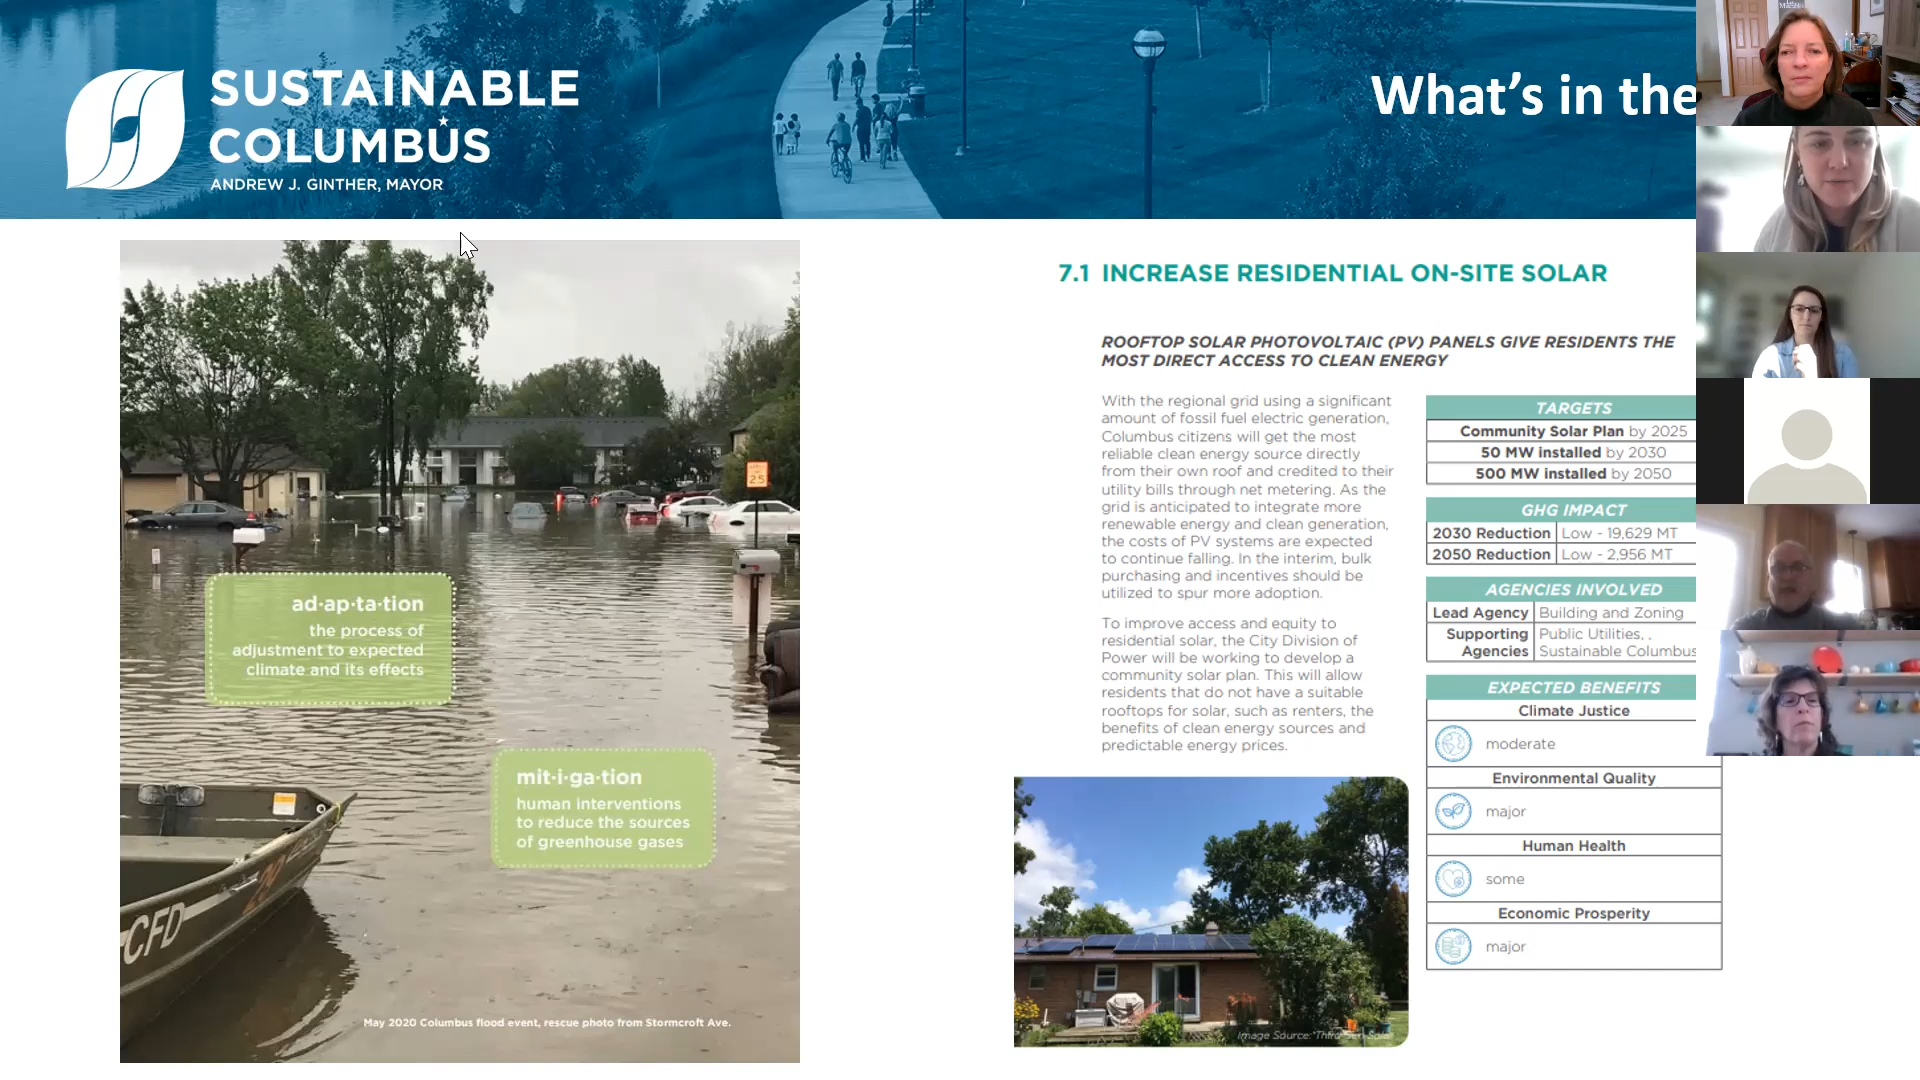 SUSTAINABLE
COLUMBUS
ANDREW J. GINTHER, MAYOR
What's in the
ad·ap·ta·tion
the process of
adjustment to expected
climate and its effects
mit·i·ga·tion
human interventions
to reduce the sources
of greenhouse gases
25
CFD
May 2020 Columbus flood event, rescue photo from Stormcroft Ave.
7.1 INCREASE RESIDENTIAL ON-SITE SOLAR
ROOFTOP SOLAR PHOTOVOLTAIC (PV) PANELS GIVE RESIDENTS THE
MOST DIRECT ACCESS TO CLEAN ENERGY
With the regional grid using a significant
amount of fossil fuel electric generation,
Columbus citizens will get the most
reliable clean energy source directly
from their own roof and credited to their
utility bills through net metering. As the
grid is anticipated to integrate more
renewable energy and clean generation,
the costs of PV systems are expected
to continue falling. In the interim, bulk
purchasing and incentives should be
utilized to spur more adoption.
To improve access and equity to
residential solar, the City Division of
Power will be working to develop a
community solar plan. This will allow
residents that do not have a suitable
rooftops for solar, such as renters, the
benefits of clean energy sources and
predictable energy prices.
Image Source: Third Sun Solar
TARGETS
Community Solar Plan by 2025
50 MW installed by 2030
500 MW installed by 2050
GHG IMPACT
2030 Reduction Low - 19,629 MT
2050 Reduction Low - 2,956 MT
AGENCIES INVOLVED
Lead Agency Building and Zoning
Supporting Public Utilities, ,
Agencies Sustainable Columbus
EXPECTED BENEFITS
Climate Justice
moderate
Environmental Quality
major
Human Health
some
Economic Prosperity
major